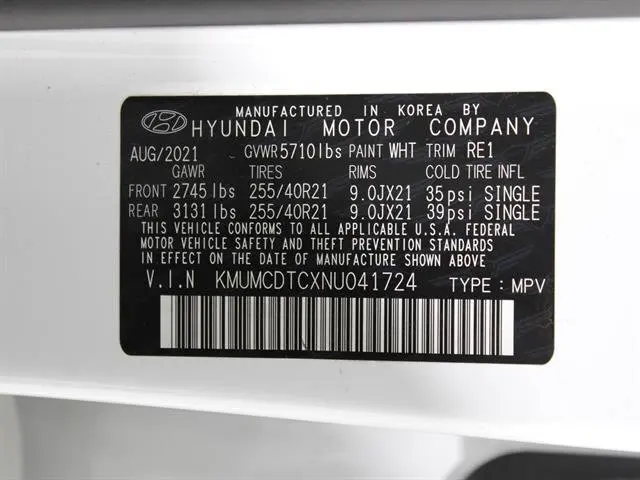 MANUFACTURED IN KOREA BY
HYUNDAI MOTOR COMPANY
AUG/2021 GVWR5710lbs PAINT WHT TRIM RE1
GAWR TIRES RIMS COLD TIRE INFL
FRONT 2745 lbs 255/40R21 9.0JX21 35psi SINGLE
REAR 3131 lbs 255/40R21 9.0JX21 39psi SINGLE
THIS VEHICLE CONFORMS TO ALL APPLICABLE U.S.A. FEDERAL
MOTOR VEHICLE SAFETY AND THEFT PREVENTION STANDARDS
IN EFFECT ON THE DATE OF MANUFACTURE SHOWN ABOVE
V.I.N KMUMCDTCXNU041724 TYPE : MPV